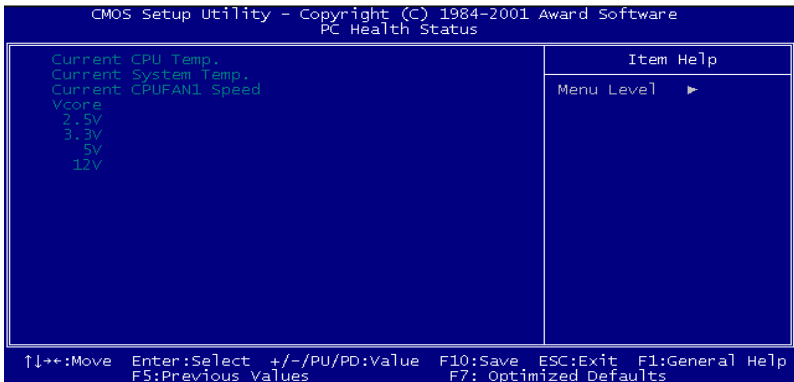 CMOS Setup Utility - Copyright (C) 1984-2001 Award Software
PC Health Status
Current CPU Temp.
Current System Temp.
Current CPUFAN1 Speed
Vcore
2.5V
3.3V
5V
12V
Item Help
Menu Level ►
↑↓→←:Move Enter:Select +/-/PU/PD:Value F10:Save ESC:Exit F1:General Help
F5:Previous Values F7: Optimized Defaults